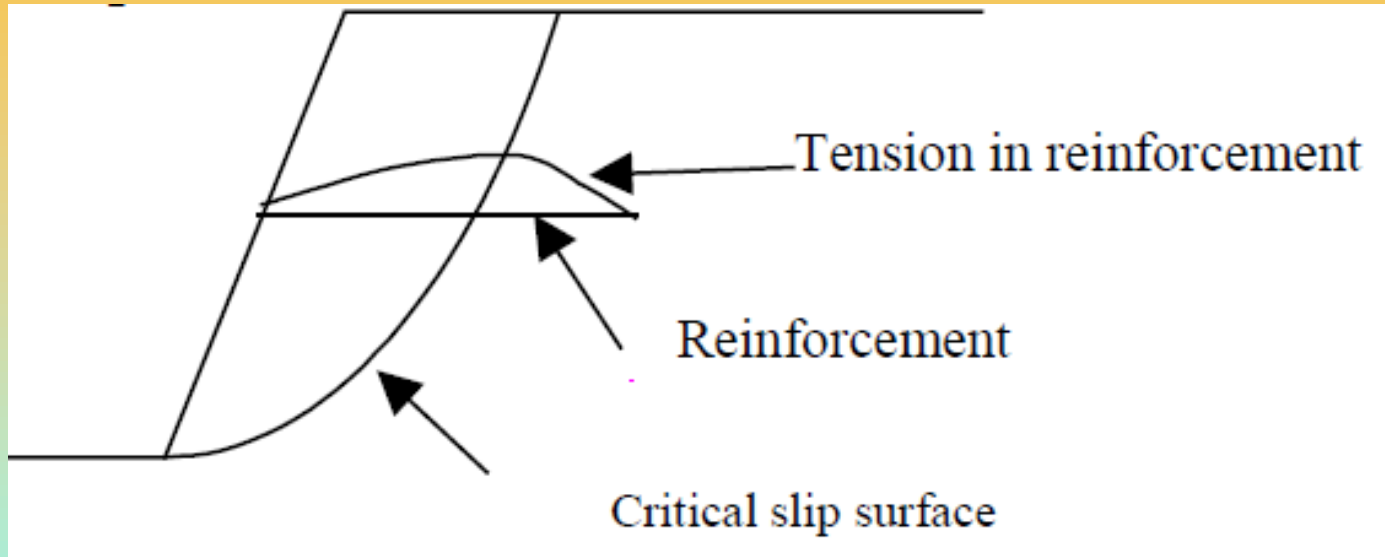 Tension in reinforcement
Reinforcement
Critical slip surface